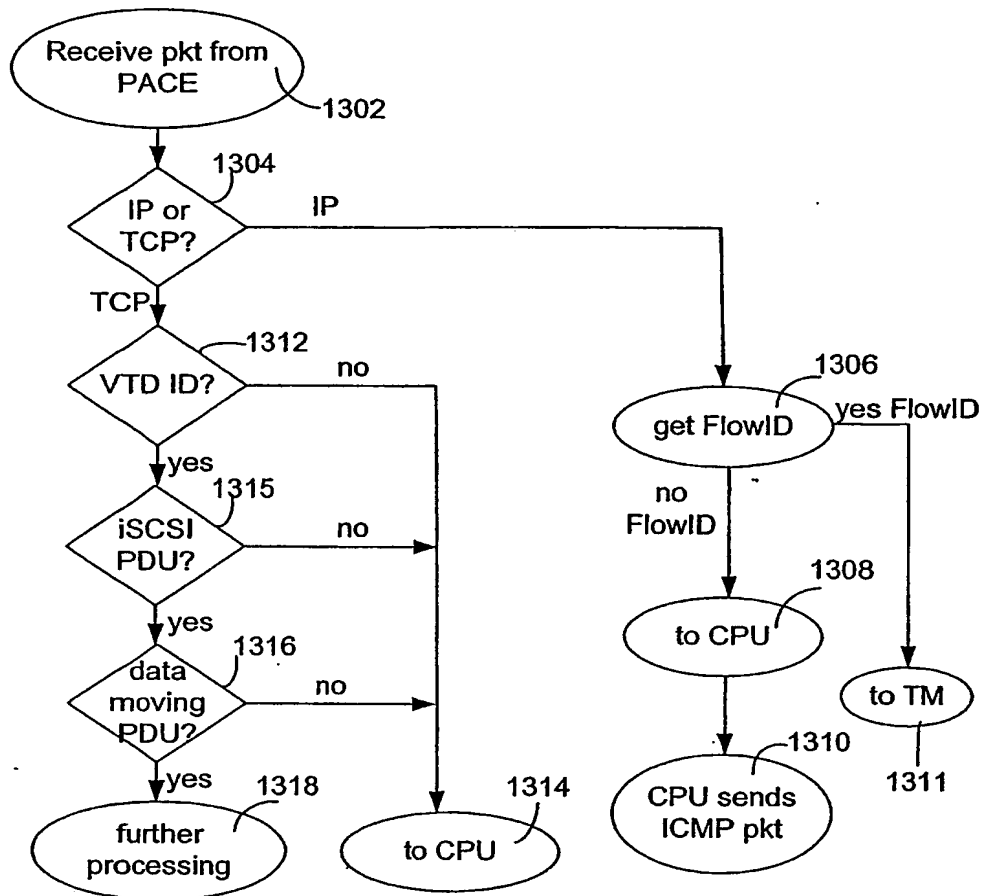 Receive pkt from
PACE
1302
1304
IP or
TCP?
IP
TCP
1312
VTD ID?
no
yes
1306
get FlowID
yes FlowID
no
FlowID
1315
iSCSI
PDU?
no
yes
1308
to CPU
1316
data
moving
PDU?
no
yes
to TM
1311
1310
CPU sends
ICMP pkt
1318
further
processing
1314
to CPU